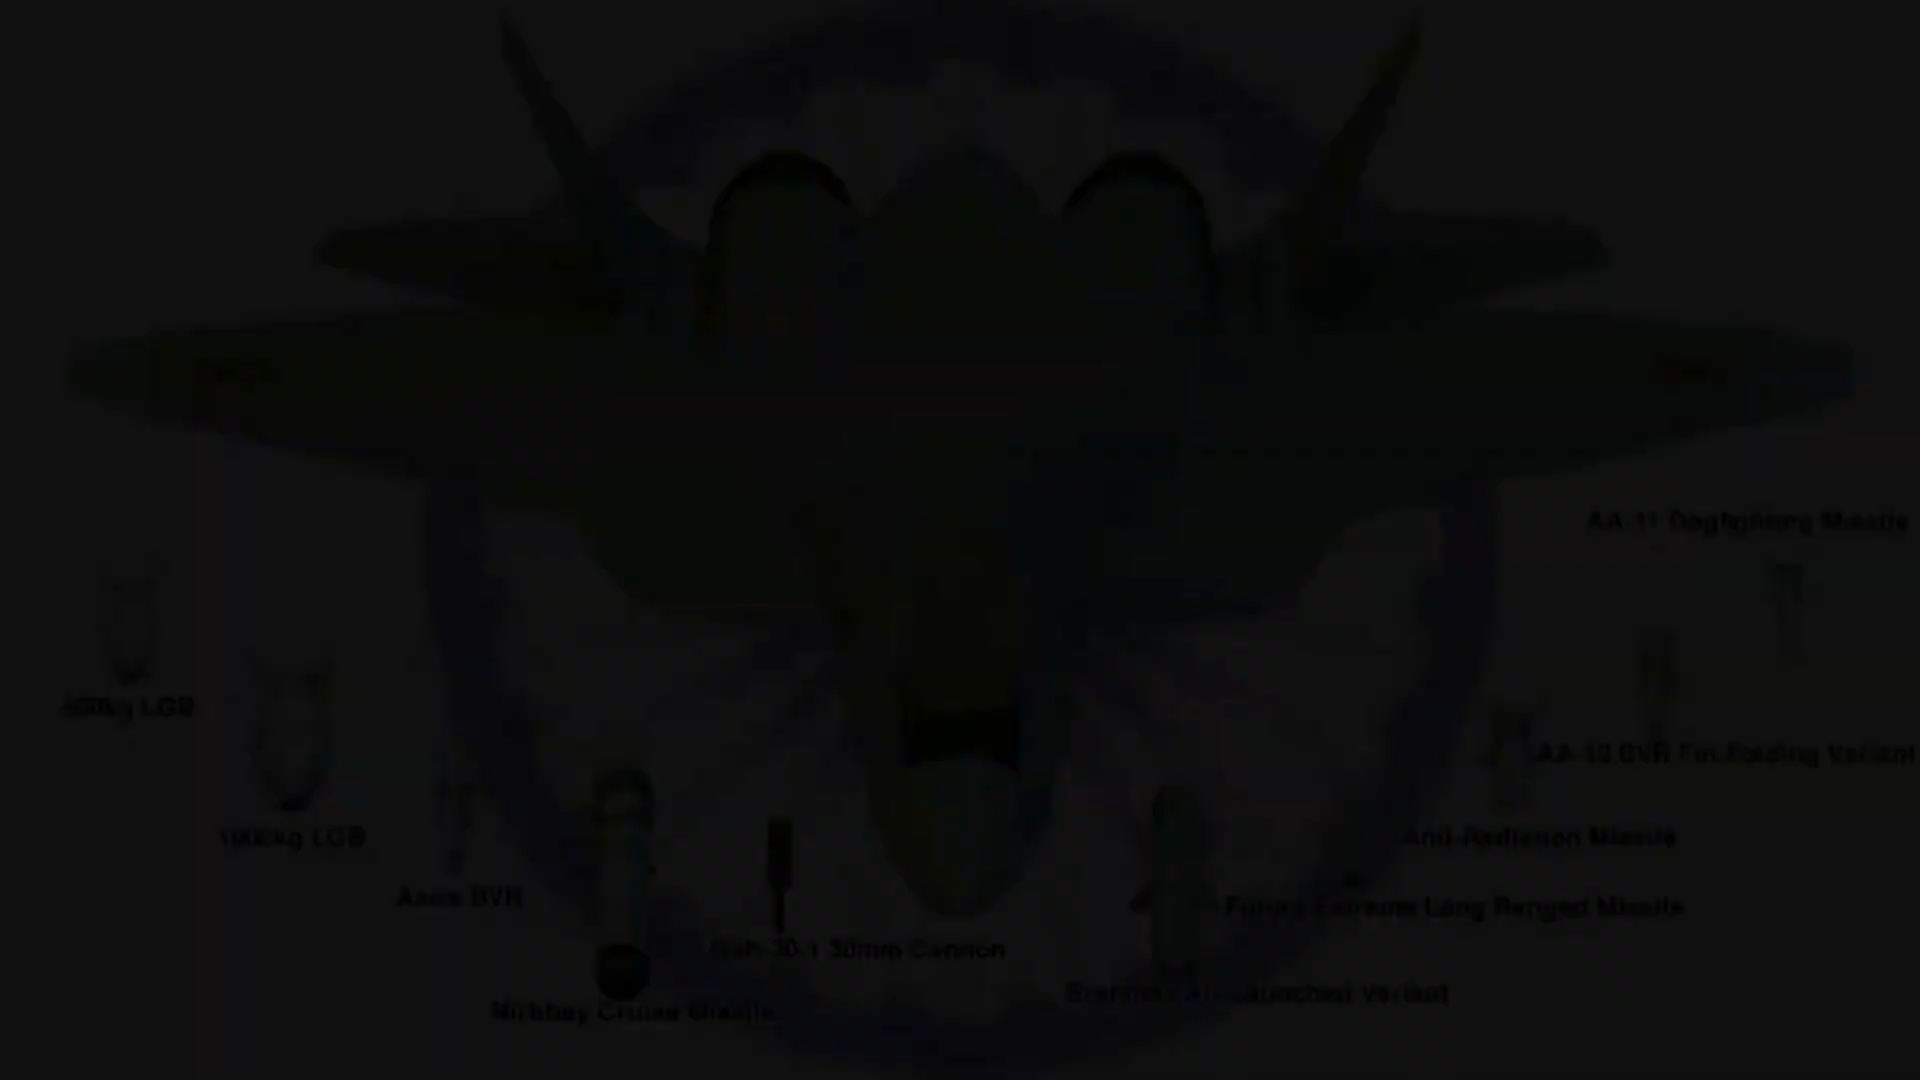 AA-11 Dogfighting Missile
500kg LGB
AA-12 BVR Fin-Folding Variant
1000kg LGB
Anti-Radiation Missile
Astra BVR
Future Extreme Long Ranged Missile
Gsh-30-1 30mm Cannon
Brahmos Air Launched Variant
Nirbhay Cruise Missile